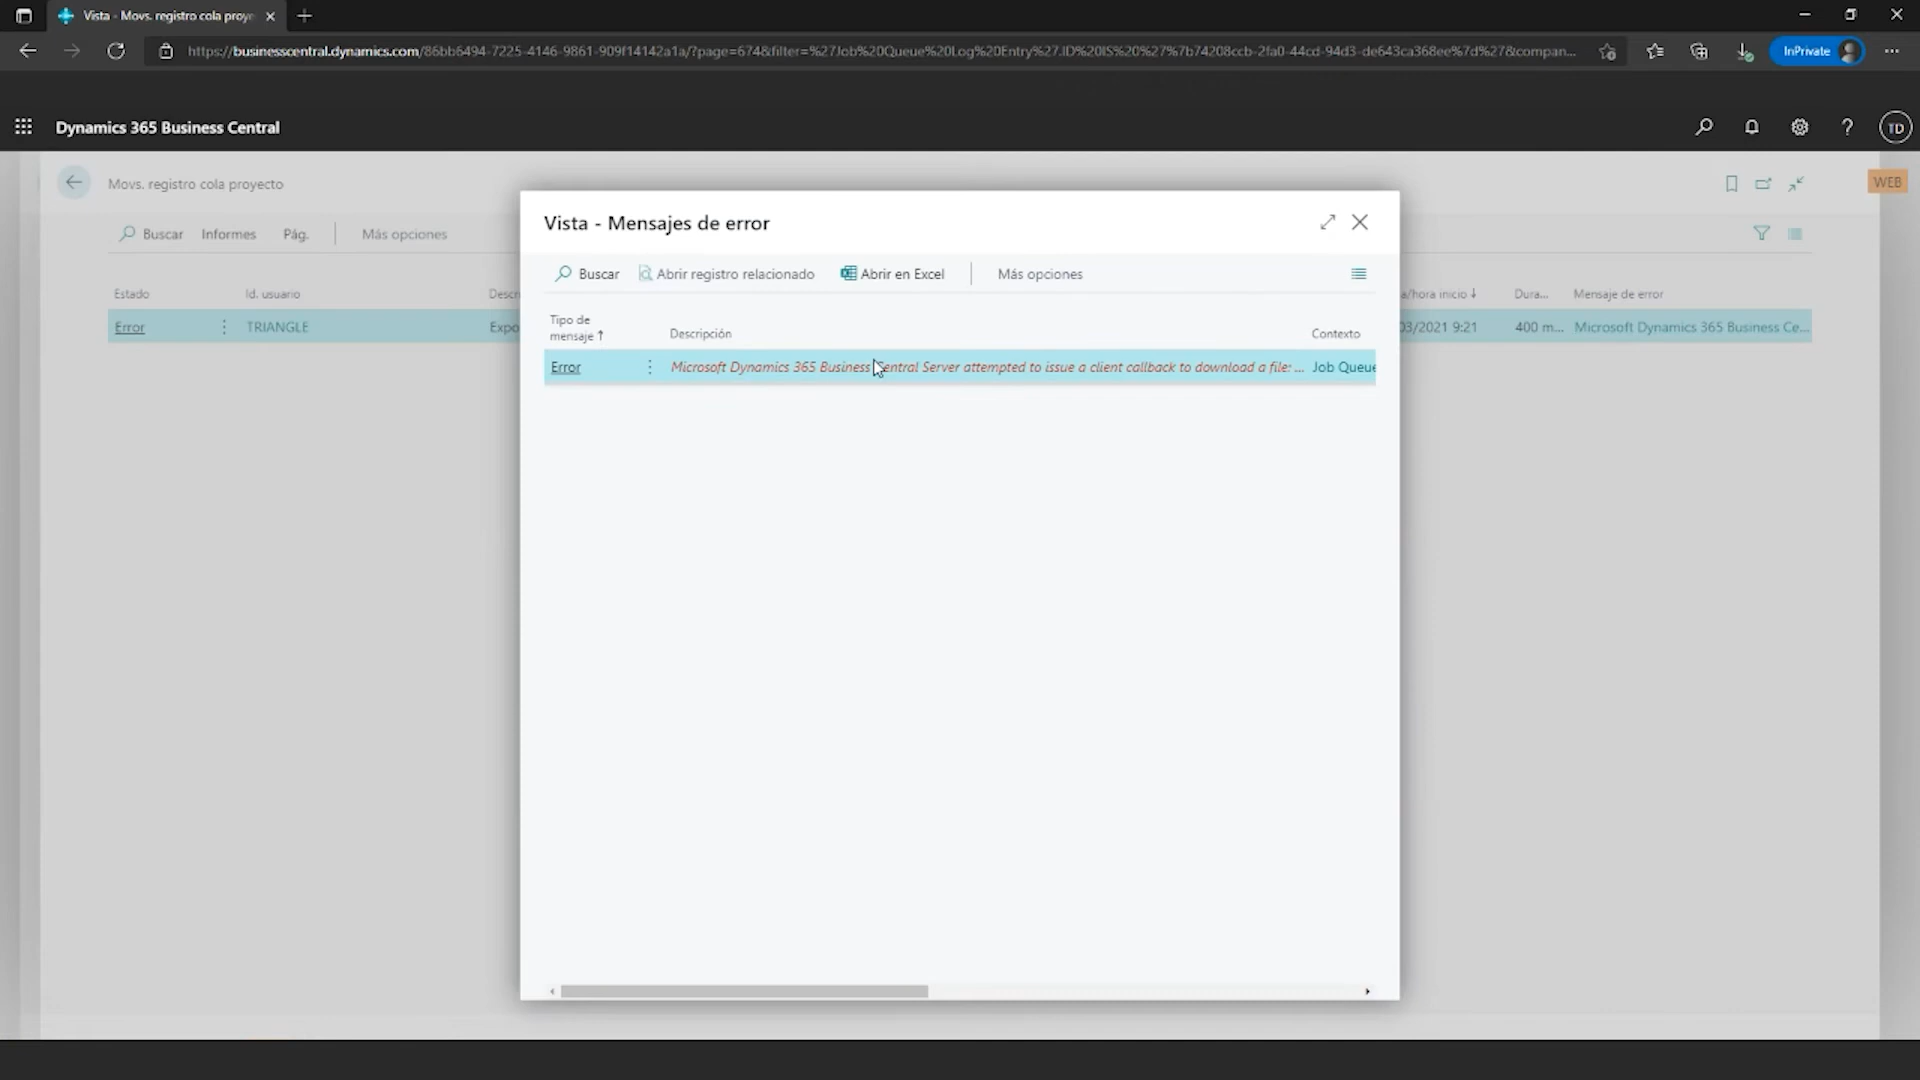 Vista - Movs. registro cola proye
https://businesscentral.dynamics.com/86bb6494-7225-4146-9861-909f14142a1a/?page=674&filter=%27Job%20Queue%20Log%20Entry%27.ID%20IS%20%27%7b74208ccb-2fa0-44cd-94d3-de643ca368ee%7d%27&compan...
InPrivate
Dynamics 365 Business Central
TD
Movs. registro cola proyecto
WEB
Buscar Informes Pág. Más opciones
Estado Id. usuario Descr
a/hora inicio ↓ Dura... Mensaje de error
Error TRIANGLE Expo
03/2021 9:21 400 m... Microsoft Dynamics 365 Business Ce...
Vista - Mensajes de error
Buscar Abrir registro relacionado Abrir en Excel Más opciones
Tipo de
mensaje ↑ Descripción Contexto
Error Microsoft Dynamics 365 Business Central Server attempted to issue a client callback to download a file: ... Job Queue